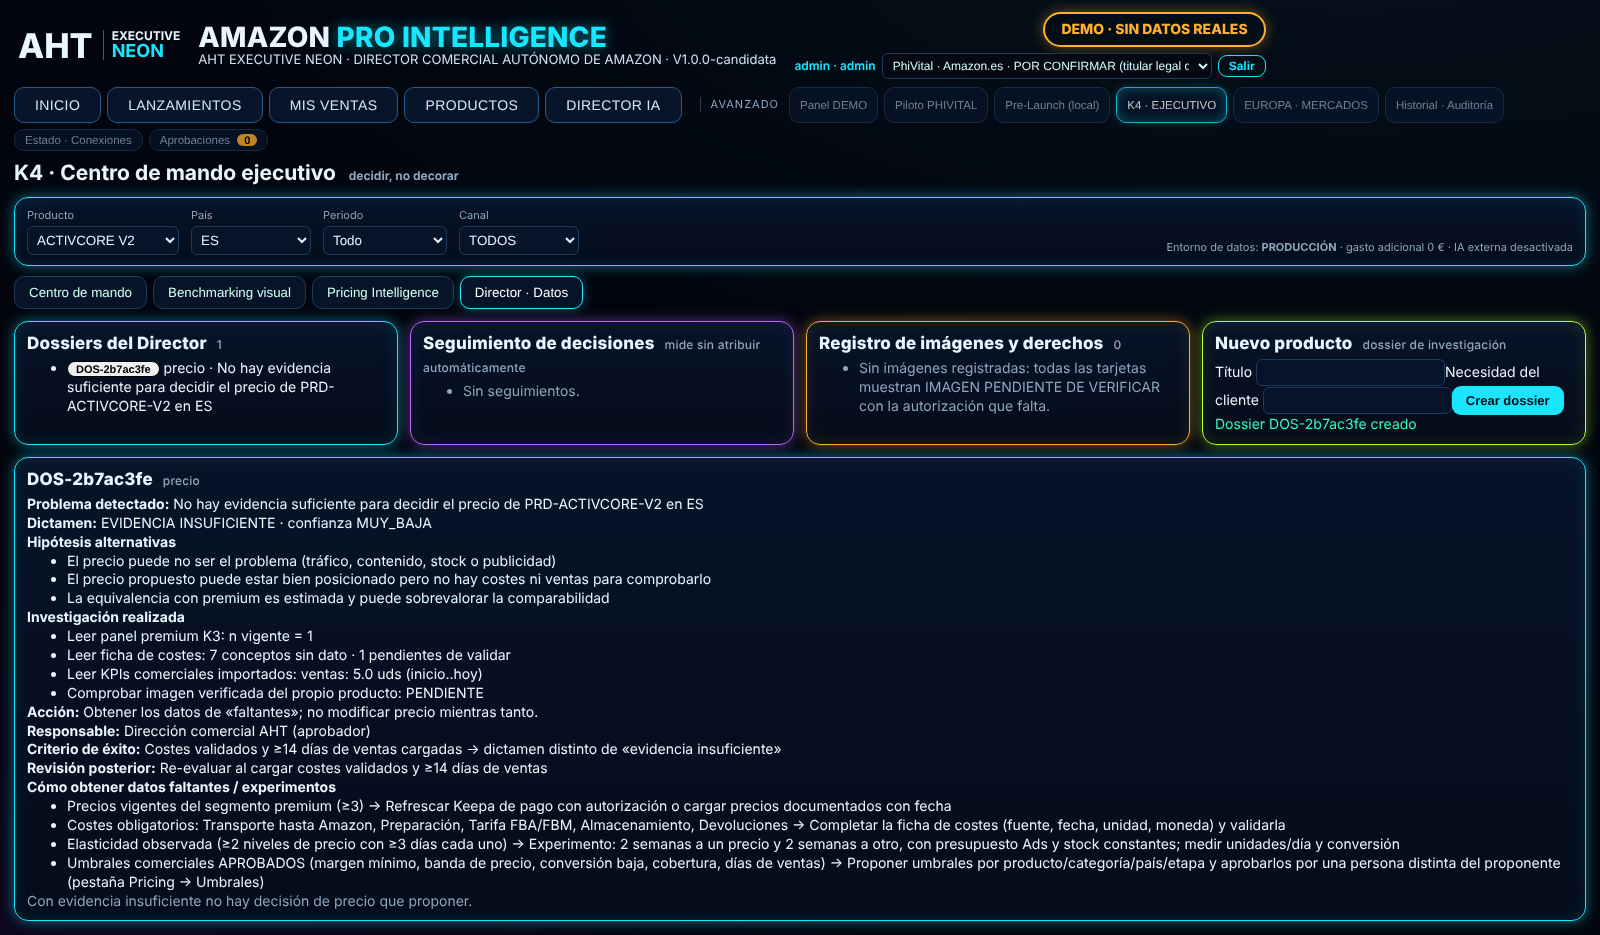 AHT EXECUTIVE NEON
AMAZON PRO INTELLIGENCE
AHT EXECUTIVE NEON · DIRECTOR COMERCIAL AUTÓNOMO DE AMAZON · V1.0.0-candidata
DEMO · SIN DATOS REALES
admin · admin
PhiVital · Amazon.es · POR CONFIRMAR (titular legal d
Salir
INICIO
LANZAMIENTOS
MIS VENTAS
PRODUCTOS
DIRECTOR IA
AVANZADO
Panel DEMO
Piloto PHIVITAL
Pre-Launch (local)
K4 · EJECUTIVO
EUROPA · MERCADOS
Historial · Auditoría
Estado · Conexiones
Aprobaciones 0
K4 · Centro de mando ejecutivo decidir, no decorar
Producto
ACTIVCORE V2
País
ES
Periodo
Todo
Canal
TODOS
Entorno de datos: PRODUCCIÓN · gasto adicional 0 € · IA externa desactivada
Centro de mando
Benchmarking visual
Pricing Intelligence
Director · Datos
Dossiers del Director 1
DOS-2b7ac3fe precio · No hay evidencia
suficiente para decidir el precio de PRD-
ACTIVCORE-V2 en ES
Seguimiento de decisiones mide sin atribuir
automáticamente
Sin seguimientos.
Registro de imágenes y derechos 0
Sin imágenes registradas: todas las tarjetas
muestran IMAGEN PENDIENTE DE VERIFICAR
con la autorización que falta.
Nuevo producto dossier de investigación
Título
Necesidad del
cliente
Crear dossier
Dossier DOS-2b7ac3fe creado
DOS-2b7ac3fe precio
Problema detectado: No hay evidencia suficiente para decidir el precio de PRD-ACTIVCORE-V2 en ES
Dictamen: EVIDENCIA INSUFICIENTE · confianza MUY_BAJA
Hipótesis alternativas
El precio puede no ser el problema (tráfico, contenido, stock o publicidad)
El precio propuesto puede estar bien posicionado pero no hay costes ni ventas para comprobarlo
La equivalencia con premium es estimada y puede sobrevalorar la comparabilidad
Investigación realizada
Leer panel premium K3: n vigente = 1
Leer ficha de costes: 7 conceptos sin dato · 1 pendientes de validar
Leer KPIs comerciales importados: ventas: 5.0 uds (inicio..hoy)
Comprobar imagen verificada del propio producto: PENDIENTE
Acción: Obtener los datos de «faltantes»; no modificar precio mientras tanto.
Responsable: Dirección comercial AHT (aprobador)
Criterio de éxito: Costes validados y ≥14 días de ventas cargadas → dictamen distinto de «evidencia insuficiente»
Revisión posterior: Re-evaluar al cargar costes validados y ≥14 días de ventas
Cómo obtener datos faltantes / experimentos
Precios vigentes del segmento premium (≥3) → Refrescar Keepa de pago con autorización o cargar precios documentados con fecha
Costes obligatorios: Transporte hasta Amazon, Preparación, Tarifa FBA/FBM, Almacenamiento, Devoluciones → Completar la ficha de costes (fuente, fecha, unidad, moneda) y validarla
Elasticidad observada (≥2 niveles de precio con ≥3 días cada uno) → Experimento: 2 semanas a un precio y 2 semanas a otro, con presupuesto Ads y stock constantes; medir unidades/día y conversión
Umbrales comerciales APROBADOS (margen mínimo, banda de precio, conversión baja, cobertura, días de ventas) → Proponer umbrales por producto/categoría/país/etapa y aprobarlos por una persona distinta del proponente
(pestaña Pricing → Umbrales)
Con evidencia insuficiente no hay decisión de precio que proponer.